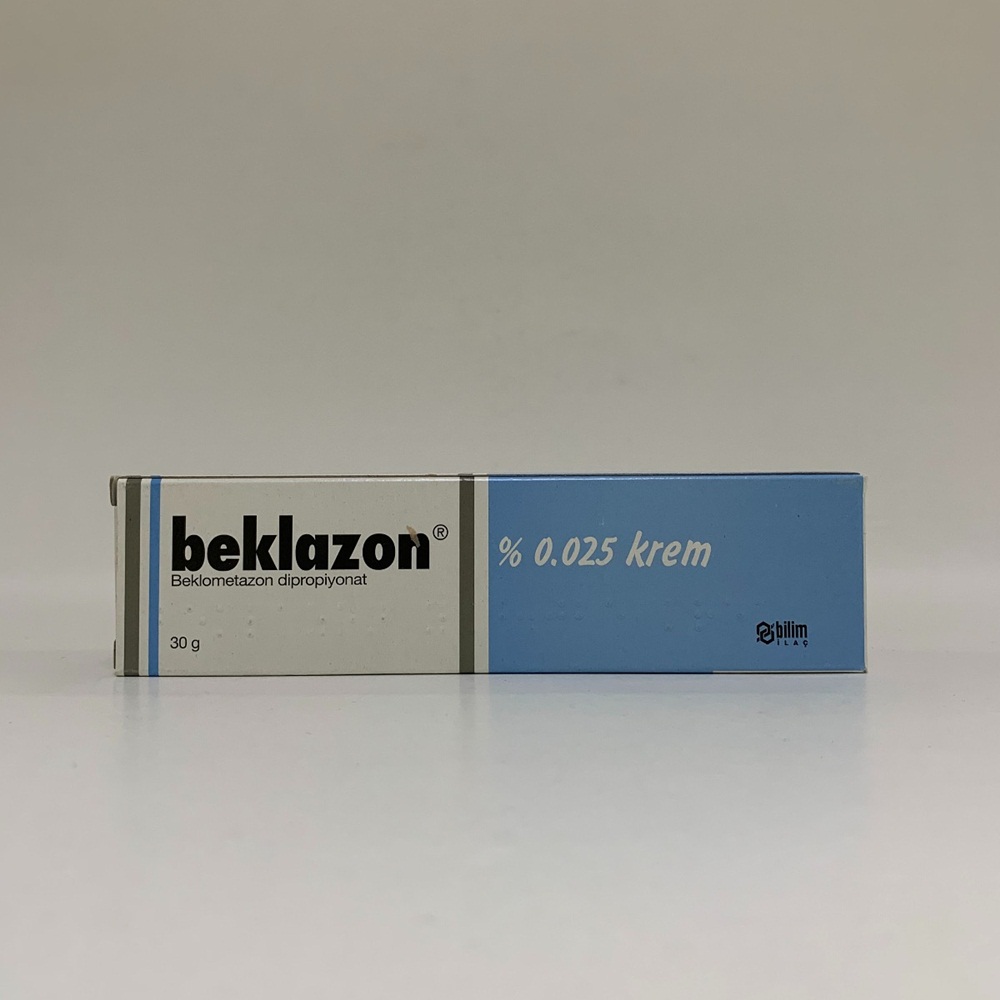 beklazon®
Beklometazon dipropiyonat
30 g
% 0.025 krem
bilim
İLAÇ